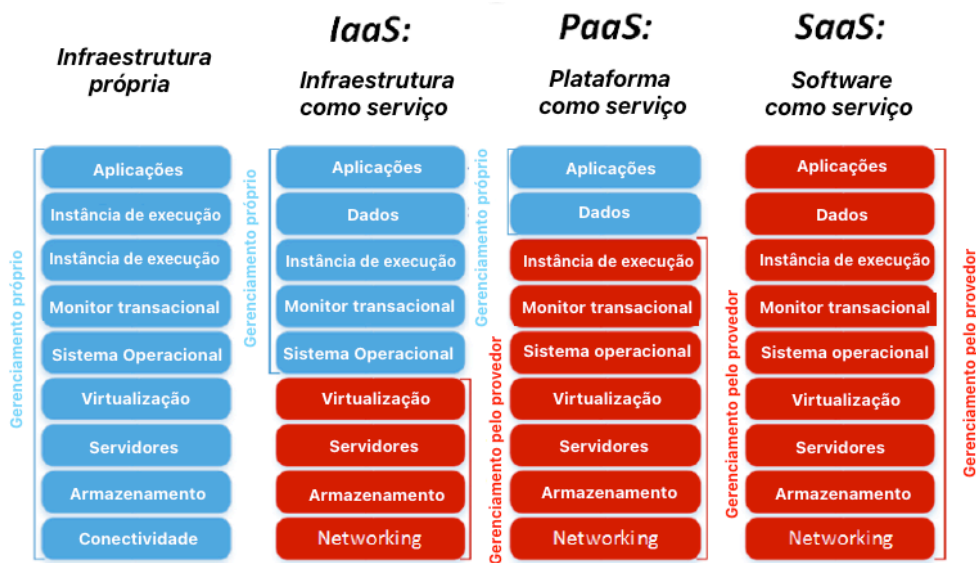 Infraestrutura
própria
IaaS:
Infraestrutura
como serviço
PaaS:
Plataforma
como serviço
SaaS:
Software
como serviço
Gerenciamento próprio
Aplicações
Instância de execução
Instância de execução
Monitor transacional
Sistema Operacional
Virtualização
Servidores
Armazenamento
Conectividade
Gerenciamento próprio
Aplicações
Dados
Instância de execução
Monitor transacional
Sistema Operacional
Virtualização
Servidores
Armazenamento
Networking
Gerenciamento pelo provedor
Gerenciamento próprio
Aplicações
Dados
Instância de execução
Monitor transacional
Sistema operacional
Virtualização
Servidores
Armazenamento
Networking
Gerenciamento pelo provedor
Aplicações
Dados
Instância de execução
Monitor transacional
Sistema operacional
Virtualização
Servidores
Armazenamento
Networking
Gerenciamento pelo provedor